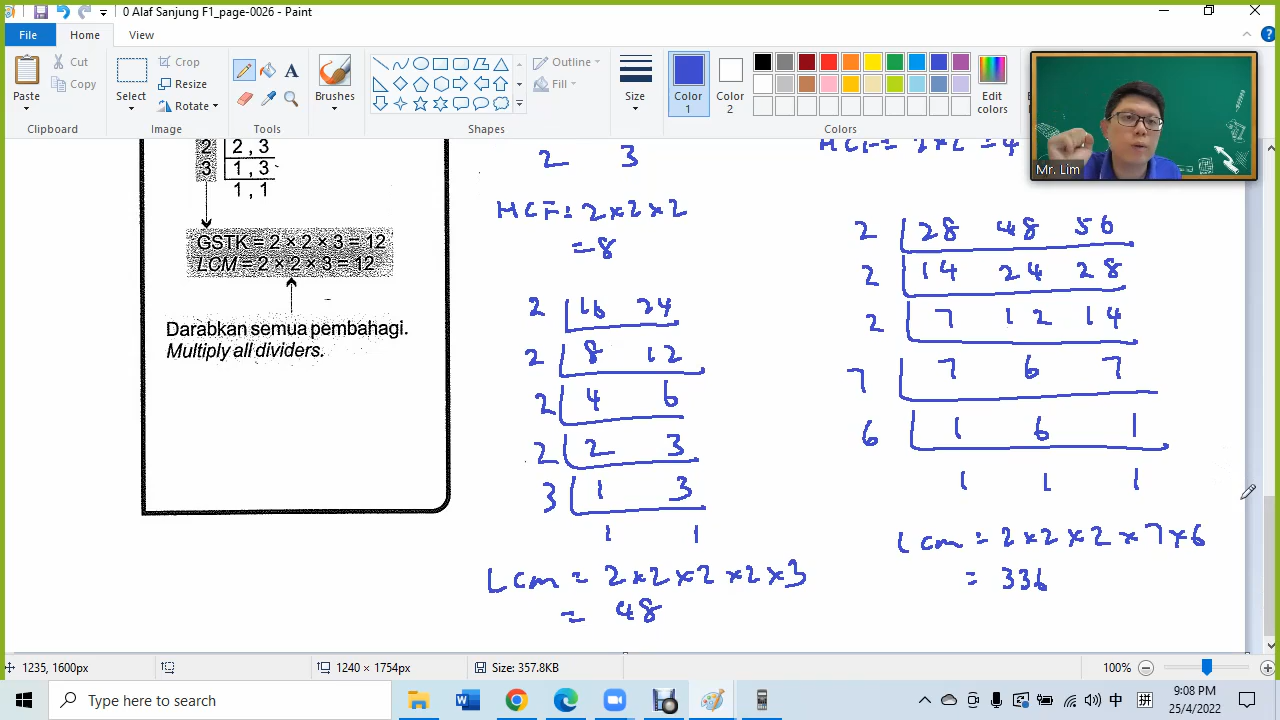 0 Alaf Sanjung F1_page-0026 - Paint
File Home View
Paste
Cut
Copy
Clipboard
Select
Crop
Resize
Rotate
Image
Tools
Brushes
Outline
Fill
Shapes
Size
Color 1
Color 2
Edit colors
Colors
Mr. Lim
2 2 , 3
3 1 , 3
1 , 1
GSTK = 2 × 2 × 3 = 12
LCM = 2 × 2 × 3 = 12
Darabkan semua pembahagi.
Multiply all dividers.
2 3
HCF = 2×2×2
= 8
2 16 24
2 8 12
2 4 6
2 2 3
3 1 3
1 1
LCM = 2×2×2×2×3
= 48
HCF = 2×2 = 4
2 28 48 56
2 14 24 28
2 7 12 14
7 7 6 7
6 1 6 1
1 1 1
LCM = 2×2×2×7×6
= 336
1235, 1600px
1240 × 1754px
Size: 357.8KB
100%
Type here to search
中
拼
9:08 PM
25/4/2022